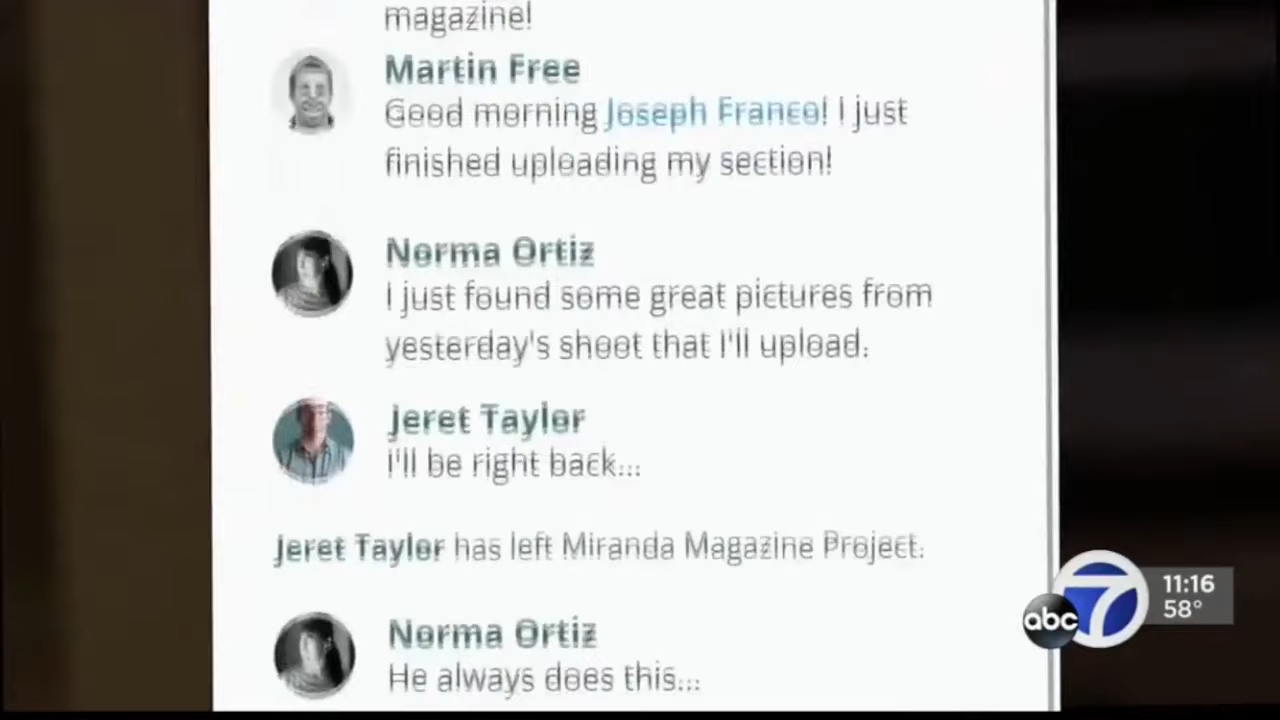 magazine!
Martin Free
Good morning Joseph Franco! I just
finished uploading my section!
Norma Ortiz
I just found some great pictures from
yesterday's shoot that I'll upload.
Jeret Taylor
I'll be right back...
Jeret Taylor has left Miranda Magazine Project.
Norma Ortiz
He always does this...
abc 7
11:16
58°